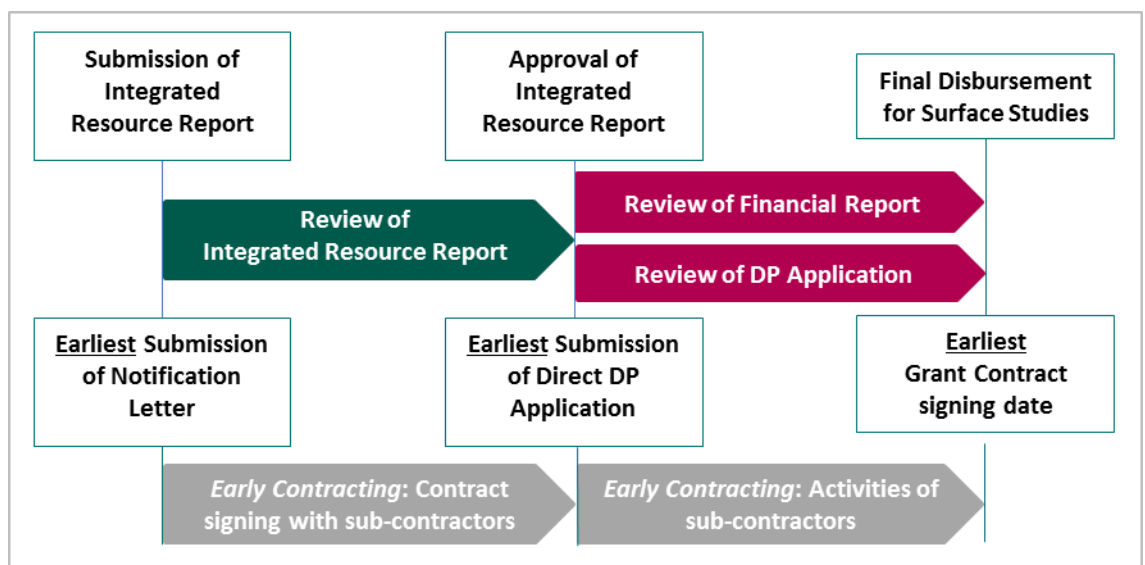 Submission of
Integrated
Resource Report
Approval of
Integrated
Resource Report
Final Disbursement
for Surface Studies
Review of
Integrated Resource Report
Review of Financial Report
Review of DP Application
Earliest Submission
of Notification
Letter
Earliest Submission
of Direct DP
Application
Earliest
Grant Contract
signing date
Early Contracting: Contract
signing with sub-contractors
Early Contracting: Activities of
sub-contractors